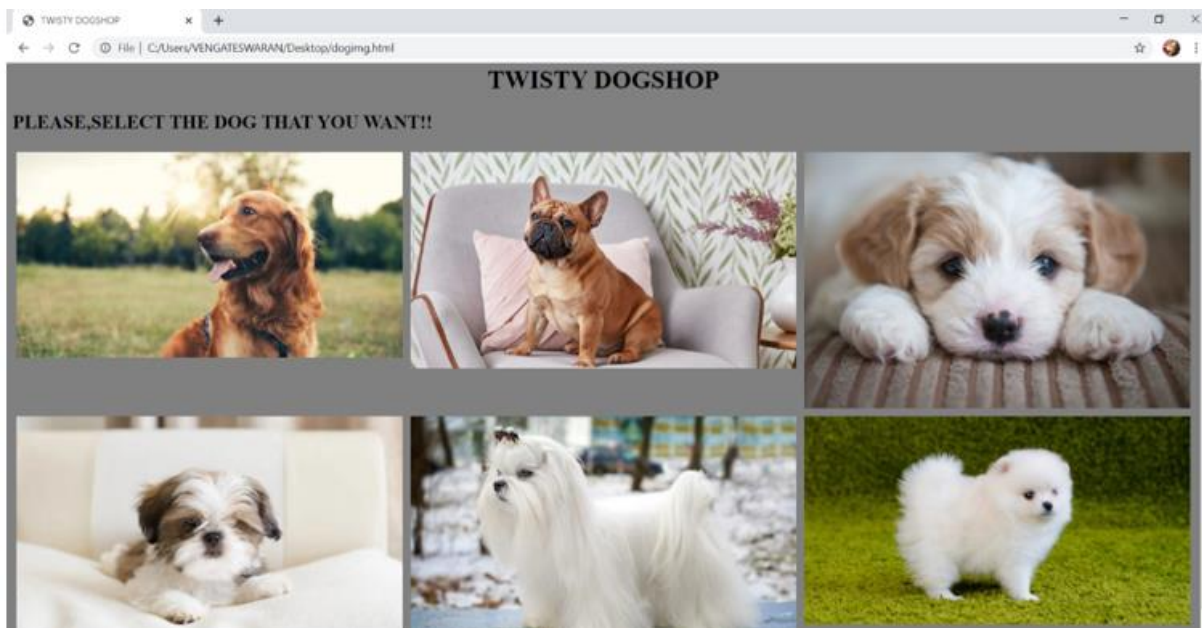 TWISTY DOGSHOP
File | C:/Users/VENGATESWARAN/Desktop/dogimg.html
TWISTY DOGSHOP
PLEASE,SELECT THE DOG THAT YOU WANT!!